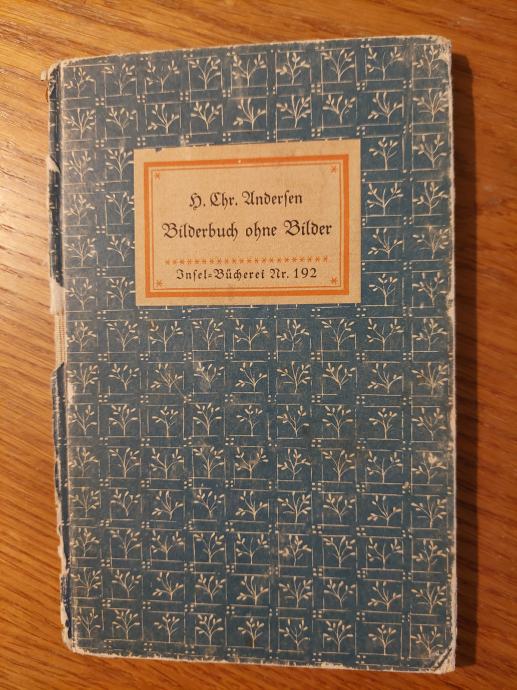 H. Chr. Andersen
Bilderbuch ohne Bilder
Insel-Bücherei Nr. 192